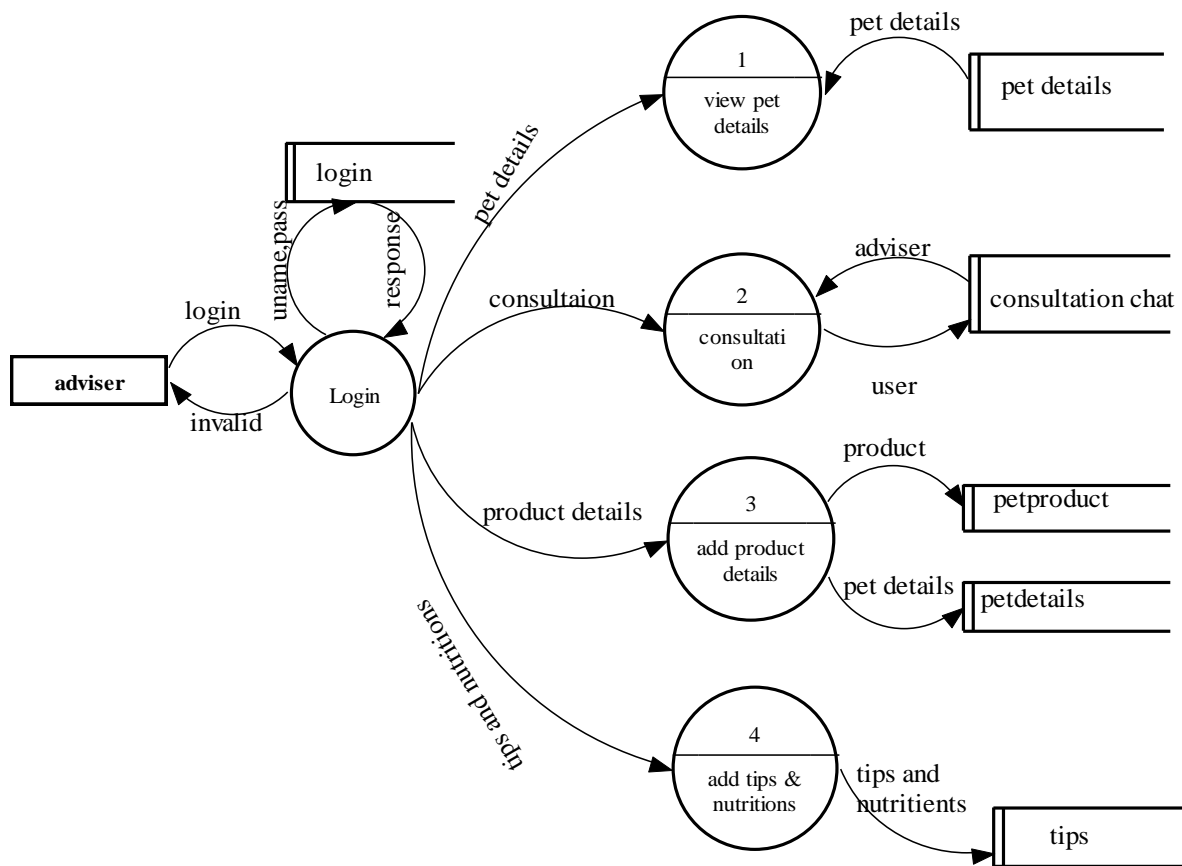 pet details
1
view pet
details
pet details
pet details
login
uname,pass
response
login
adviser
invalid
Login
consultaion
2
consultati
on
adviser
consultation chat
user
product details
3
add product
details
product
petproduct
pet details
petdetails
tips and nutritions
4
add tips &
nutritions
tips and
nutritients
tips